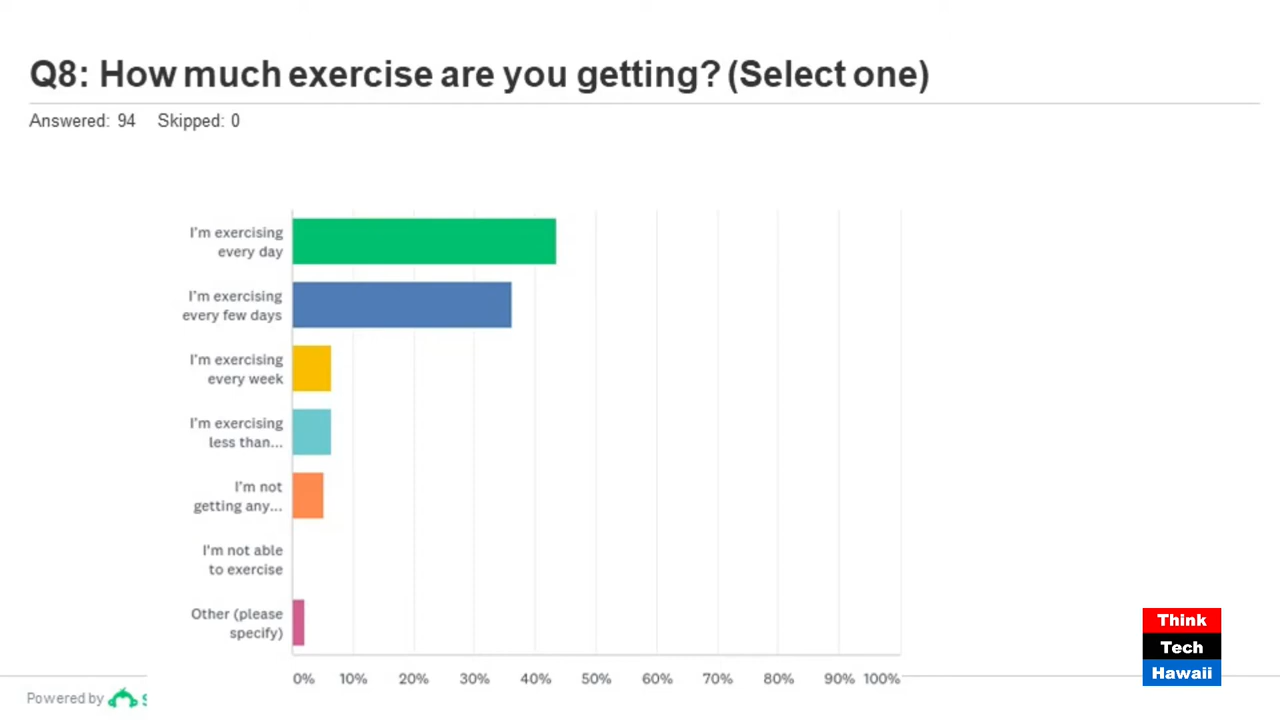 Q8: How much exercise are you getting? (Select one)
Answered: 94 Skipped: 0
I'm exercising
every day
I'm exercising
every few days
I'm exercising
every week
I'm exercising
less than...
I'm not
getting any...
I'm not able
to exercise
Other (please
specify)
0% 10% 20% 30% 40% 50% 60% 70% 80% 90% 100%
Powered by
Think
Tech
Hawaii